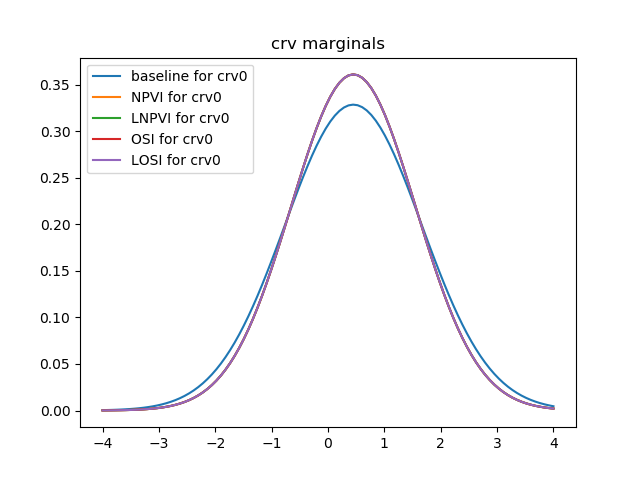 crv marginals
baseline for crv0
NPVI for crv0
LNPVI for crv0
OSI for crv0
LOSI for crv0
0.35
0.30
0.25
0.20
0.15
0.10
0.05
0.00
−4 −3 −2 −1 0 1 2 3 4